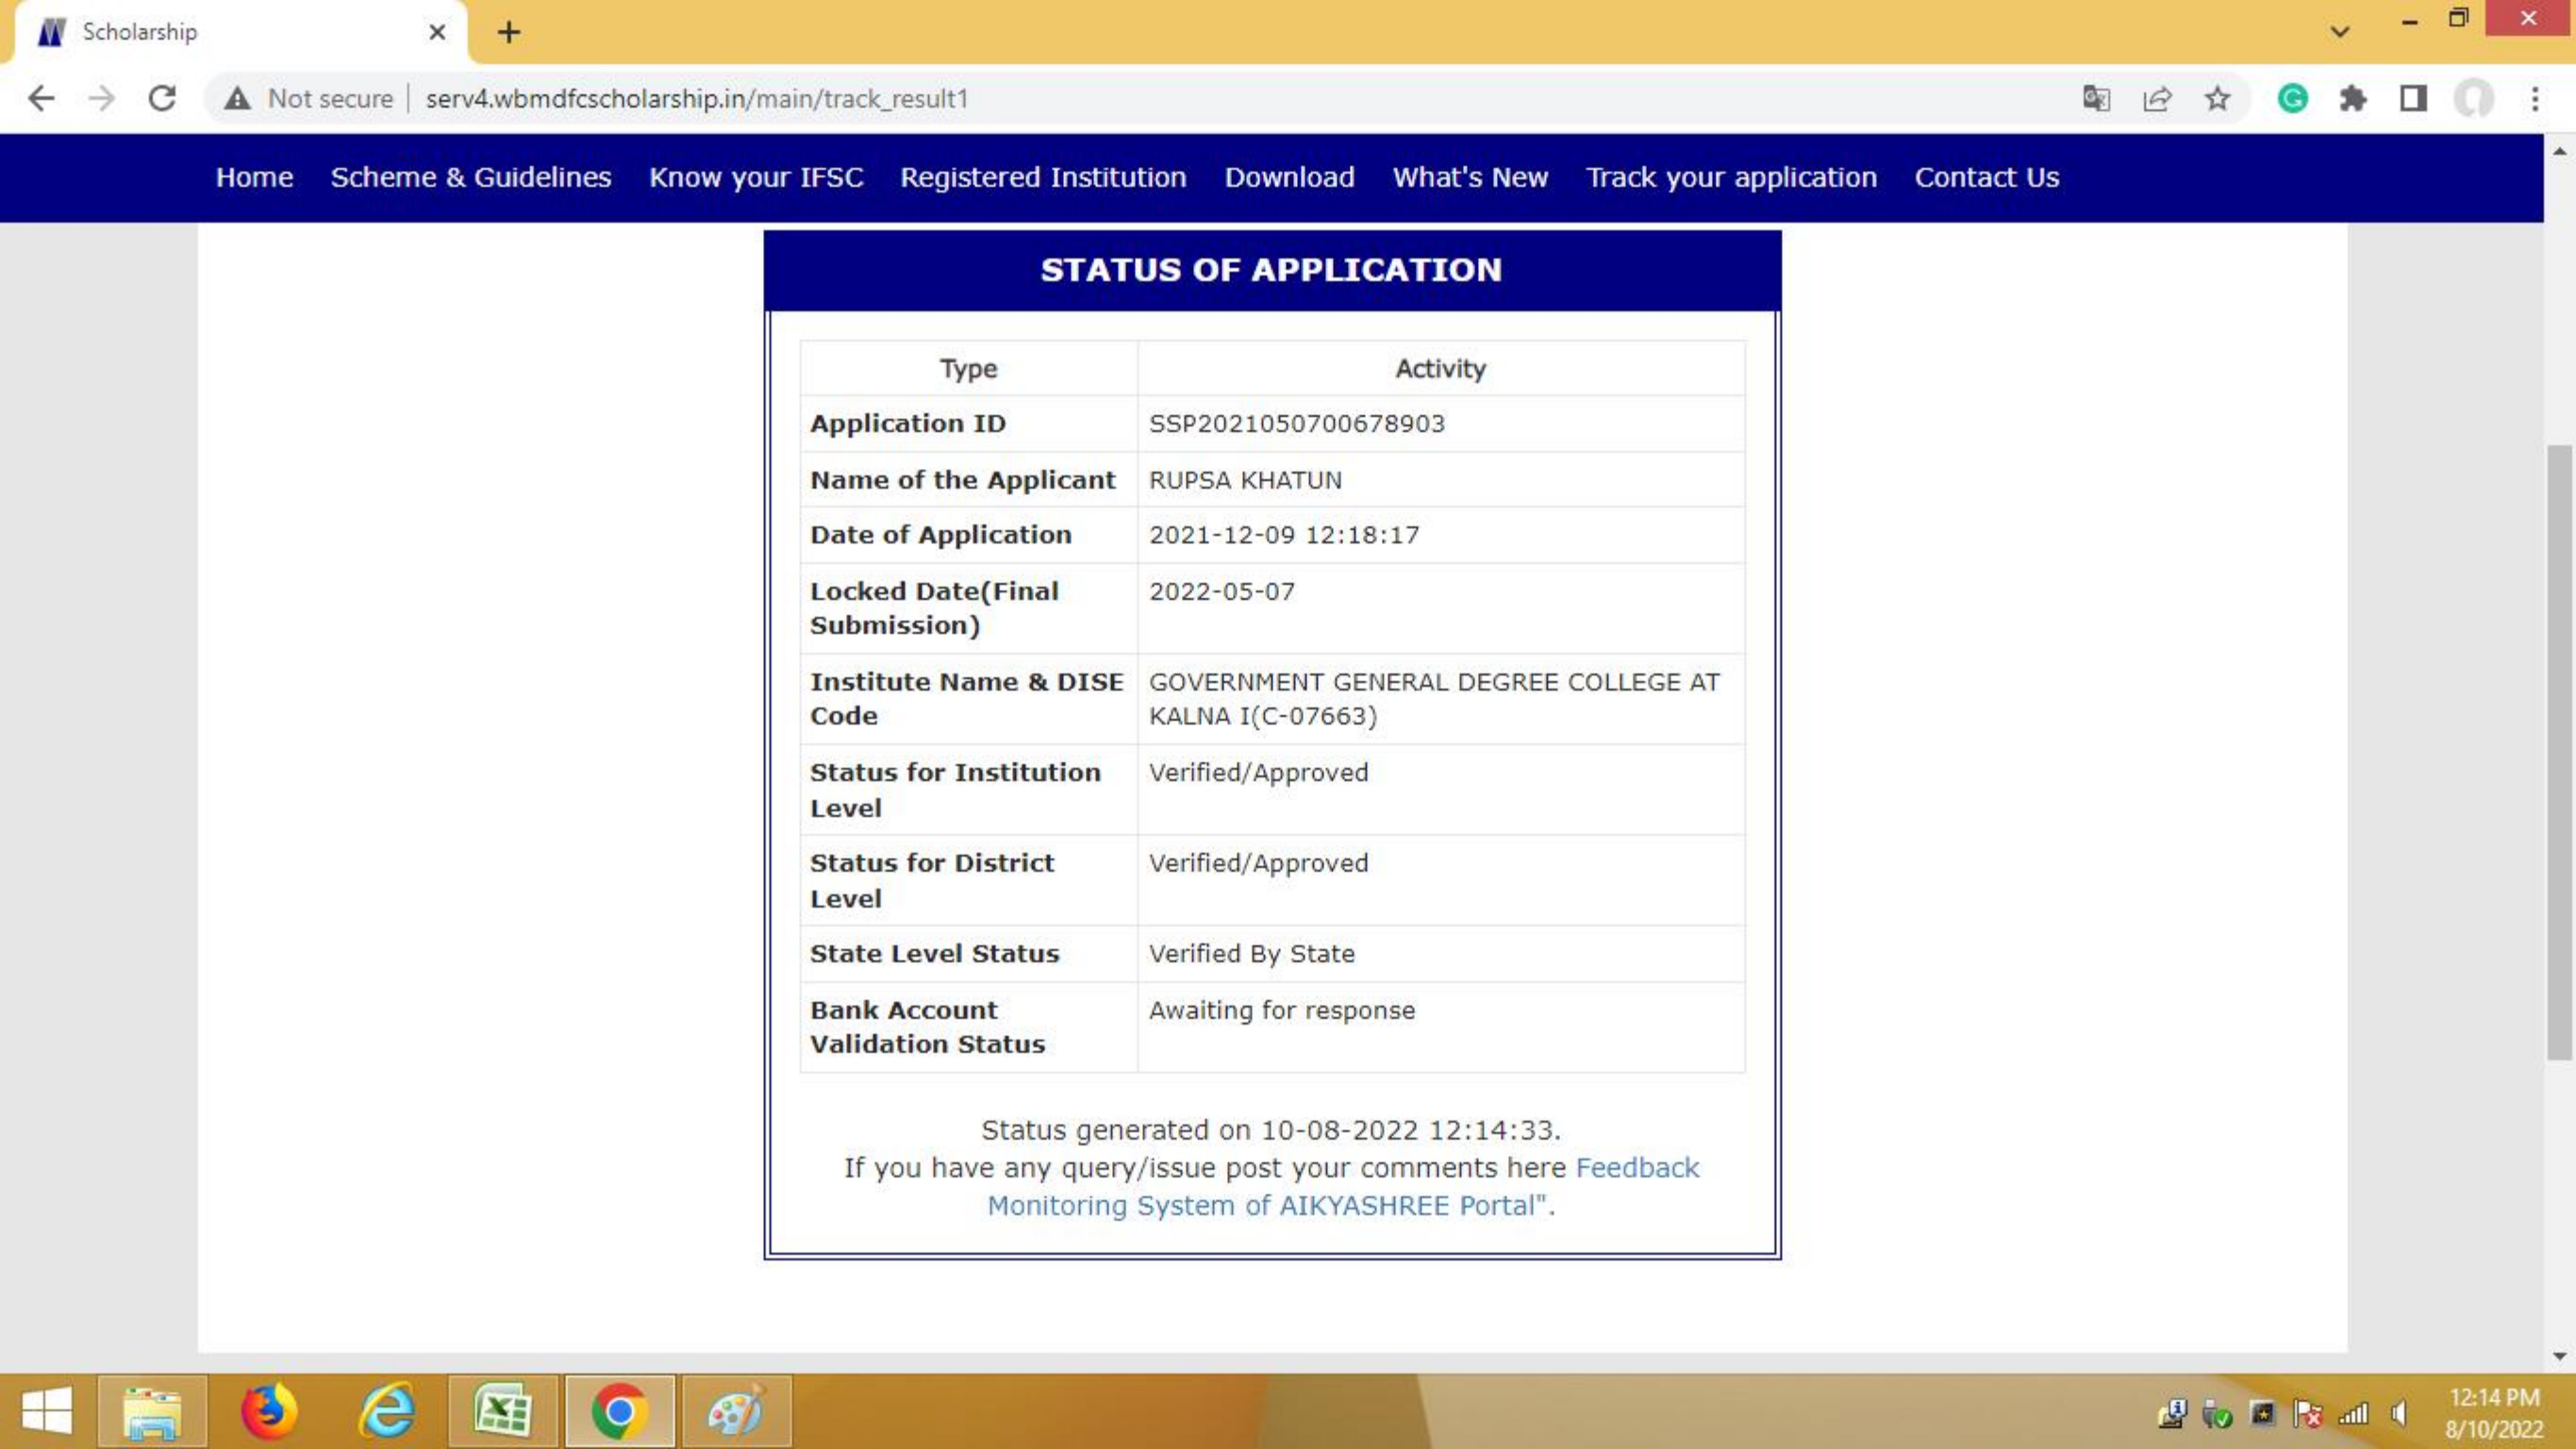 Scholarship
Not secure
serv4.wbmdfcscholarship.in/main/track_result1
Home Scheme & Guidelines Know your IFSC Registered Institution Download What's New Track your application Contact Us
STATUS OF APPLICATION
Type Activity
Application ID SSP2021050700678903
Name of the Applicant RUPSA KHATUN
Date of Application 2021-12-09 12:18:17
Locked Date(Final 2022-05-07
Submission)
Institute Name & DISE GOVERNMENT GENERAL DEGREE COLLEGE AT
Code KALNA I(C-07663)
Status for Institution Verified/Approved
Level
Status for District Verified/Approved
Level
State Level Status Verified By State
Bank Account Awaiting for response
Validation Status
Status generated on 10-08-2022 12:14:33.
If you have any query/issue post your comments here Feedback
Monitoring System of AIKYASHREE Portal".
12:14 PM
8/10/2022